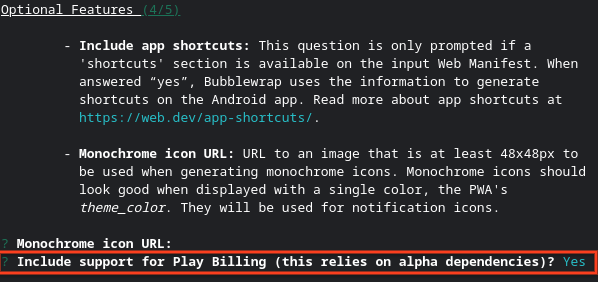 Optional Features (4/5)
- Include app shortcuts: This question is only prompted if a
'shortcuts' section is available on the input Web Manifest. When
answered “yes”, Bubblewrap uses the information to generate
shortcuts on the Android app. Read more about app shortcuts at
https://web.dev/app-shortcuts/.
- Monochrome icon URL: URL to an image that is at least 48x48px to
be used when generating monochrome icons. Monochrome icons should
look good when displayed with a single color, the PWA's
theme_color. They will be used for notification icons.
? Monochrome icon URL:
? Include support for Play Billing (this relies on alpha dependencies)? Yes